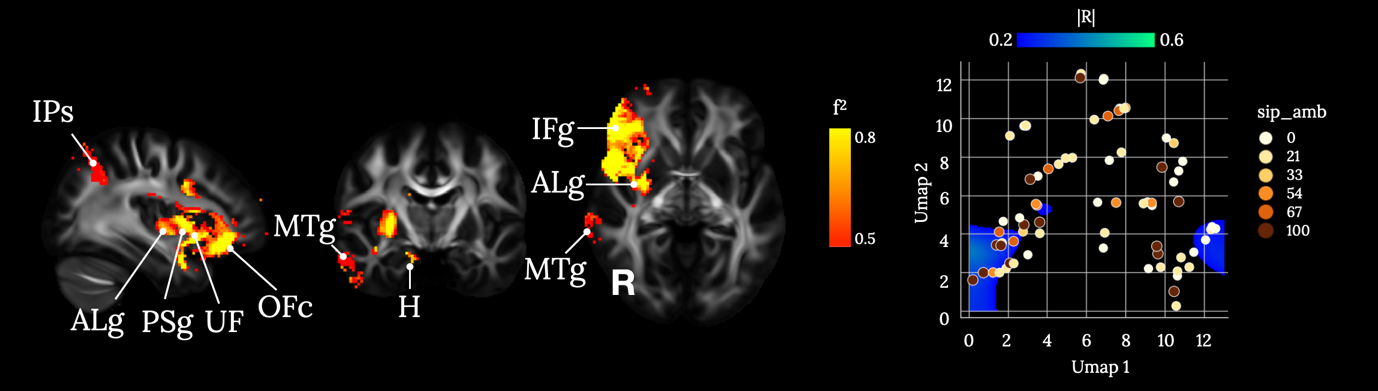 IPs
ALg PSg UF OFc
MTg
H
IFg
ALg
MTg
R
f²
0.8
0.5
|R|
0.2 0.6
Umap 2
12
10
8
6
4
2
0
0 2 4 6 8 10 12
Umap 1
sip_amb
0
21
33
54
67
100